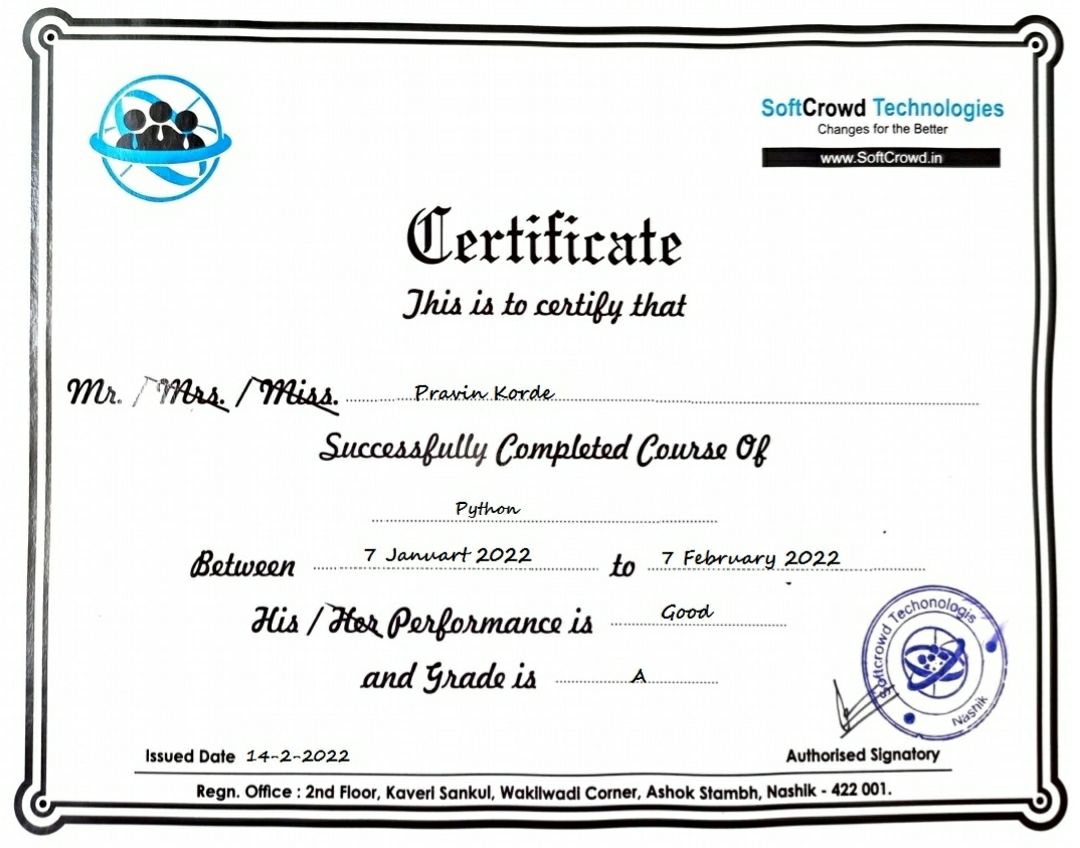 SoftCrowd Technologies
Changes for the Better
www.SoftCrowd.in
Certificate
This is to certify that
Mr. / Mrs. / Miss. Pravin Korde
Successfully Completed Course Of
Python
Between 7 Januart 2022 to 7 February 2022
His / Her Performance is Good
and Grade is A
Softcrowd Techonologis
Nashik
Issued Date 14-2-2022
Authorised Signatory
Regn. Office : 2nd Floor, Kaveri Sankul, Wakilwadi Corner, Ashok Stambh, Nashik - 422 001.